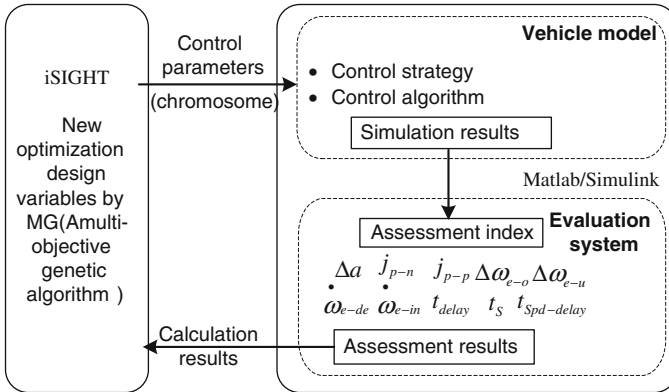 iSIGHT
New
optimization
design
variables by
MG(Amulti-
objective
genetic
algorithm )
Control
parameters
(chromosome)
Vehicle model
• Control strategy
• Control algorithm
Simulation results
Matlab/Simulink
Assessment index
Evaluation
system
Δa j_{p-n} j_{p-p} Δω_{e-o} Δω_{e-u}
ω̇_{e-de} ω̇_{e-in} t_{delay} t_S t_{Spd-delay}
Assessment results
Calculation
results